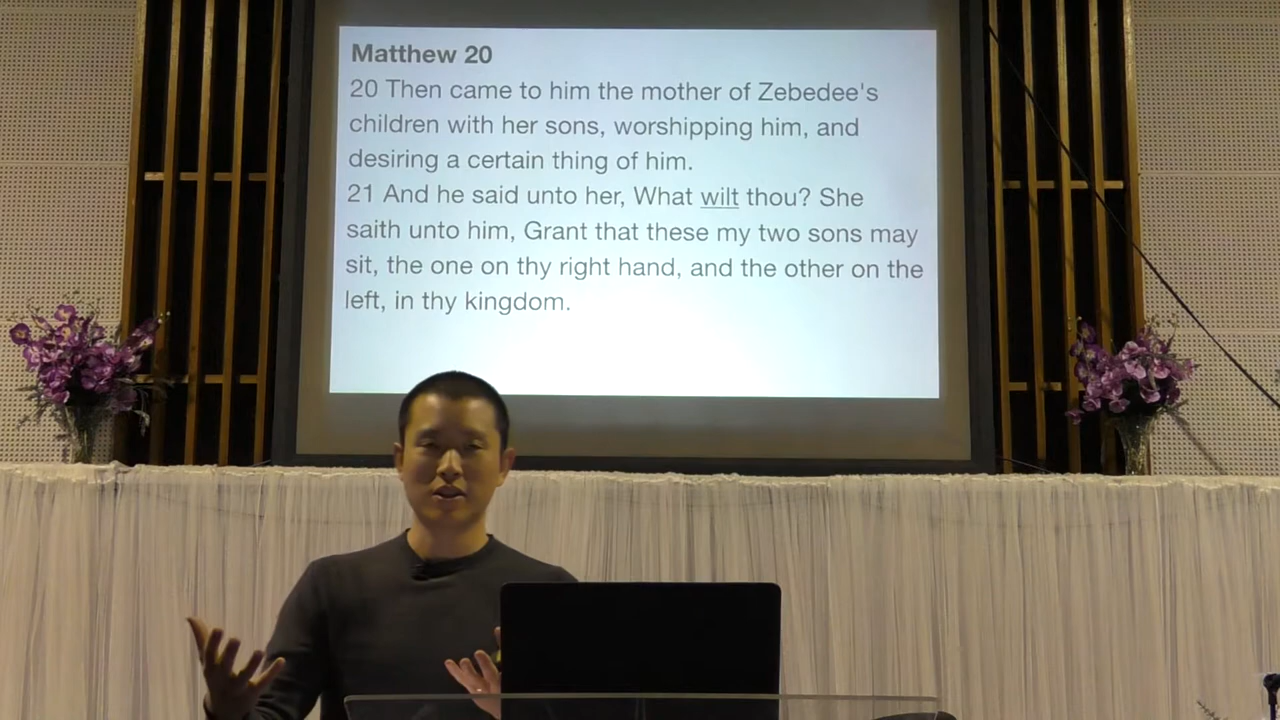 Matthew 20
20 Then came to him the mother of Zebedee's
children with her sons, worshipping him, and
desiring a certain thing of him.
21 And he said unto her, What wilt thou? She
saith unto him, Grant that these my two sons may
sit, the one on thy right hand, and the other on the
left, in thy kingdom.